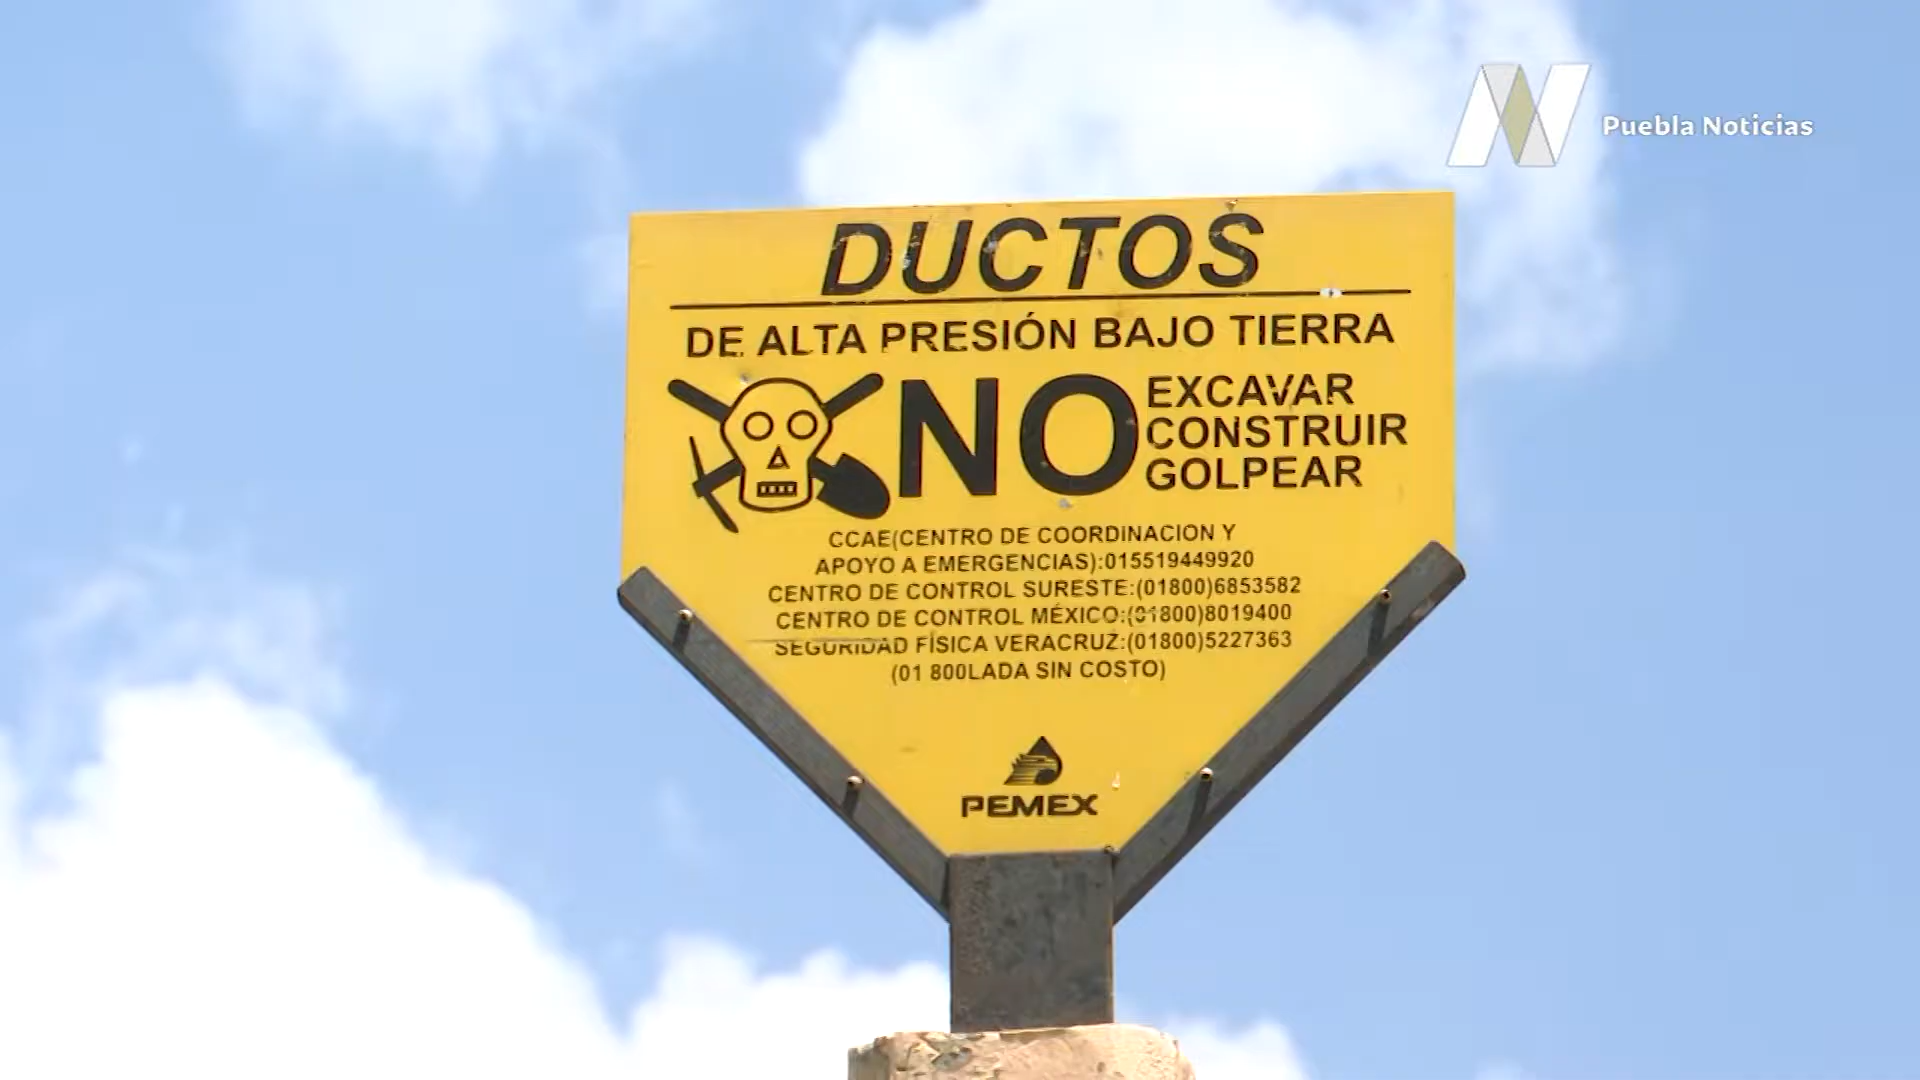 Puebla Noticias
DUCTOS
DE ALTA PRESIÓN BAJO TIERRA
NO
EXCAVAR
CONSTRUIR
GOLPEAR
CCAE(CENTRO DE COORDINACION Y
APOYO A EMERGENCIAS):015519449920
CENTRO DE CONTROL SURESTE:(01800)6853582
CENTRO DE CONTROL MÉXICO:(01800)8019400
SEGURIDAD FÍSICA VERACRUZ:(01800)5227363
(01 800LADA SIN COSTO)
PEMEX